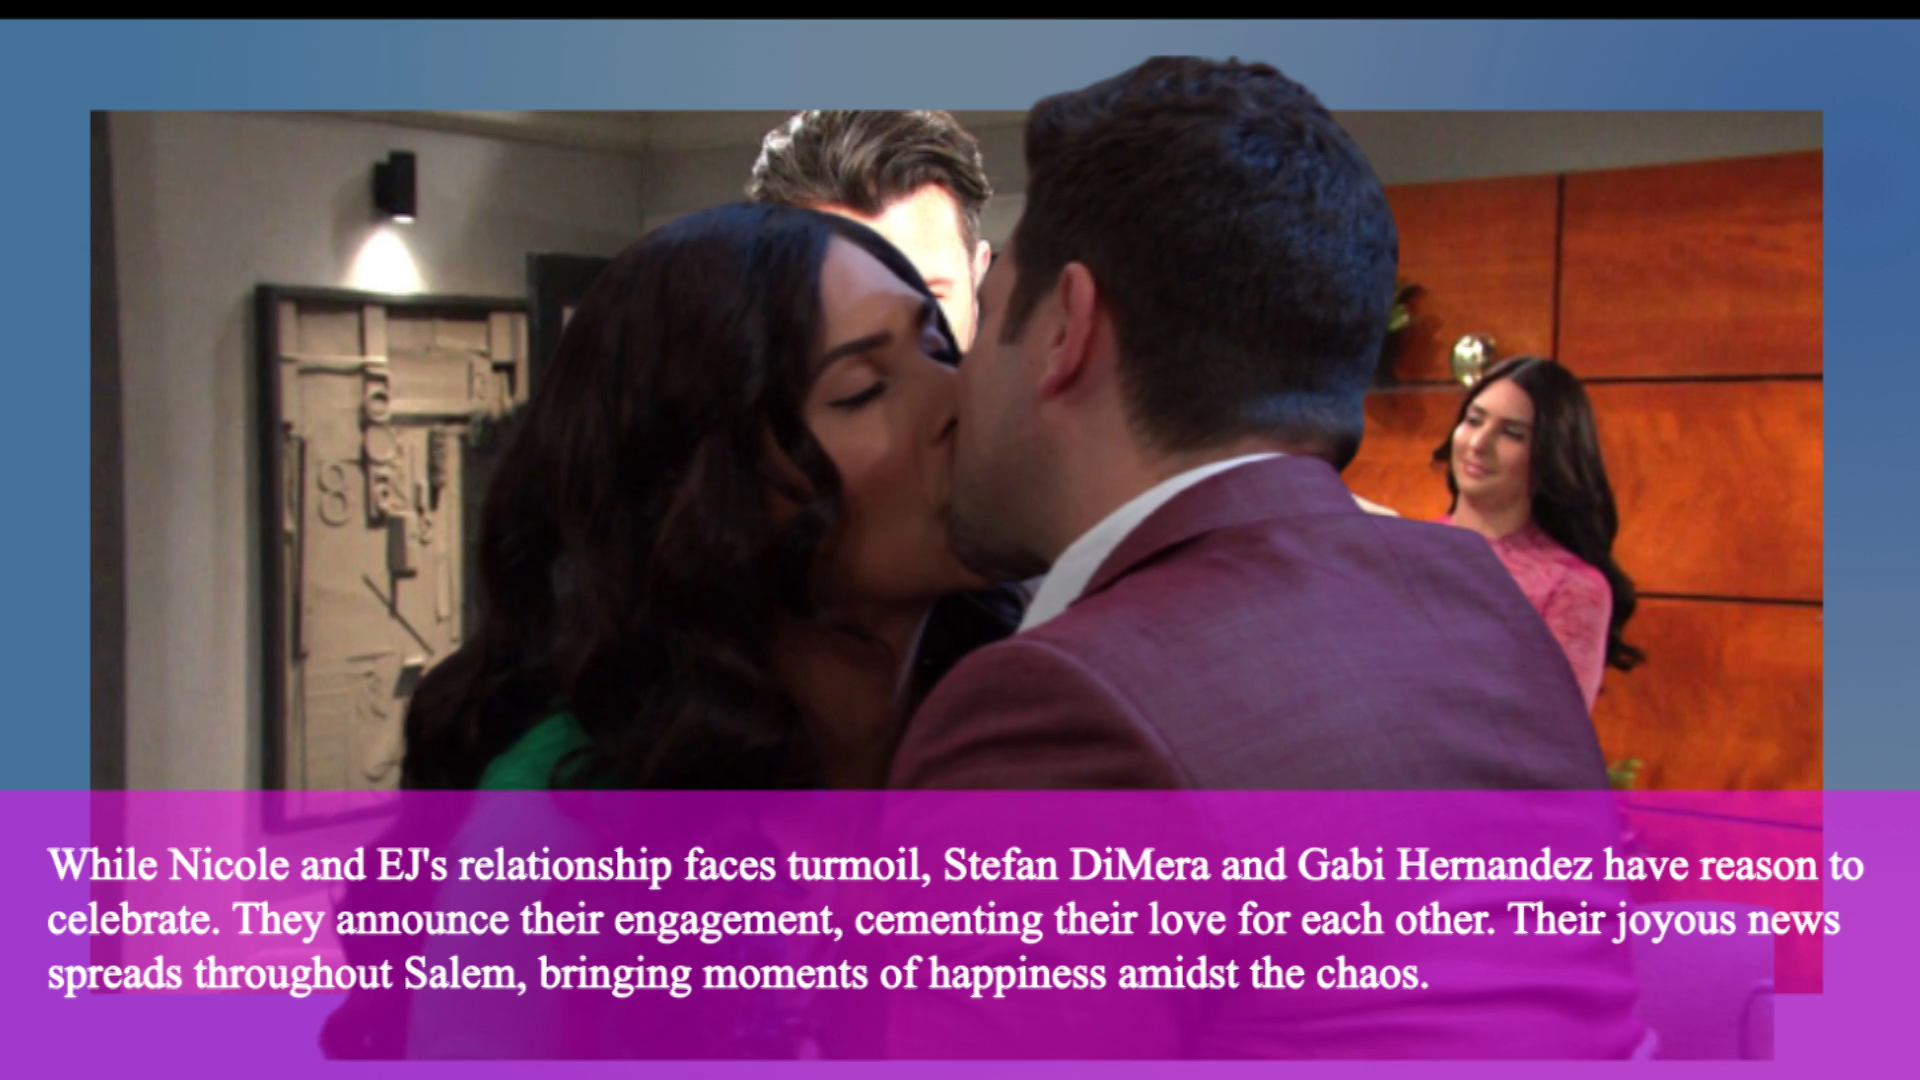 While Nicole and EJ's relationship faces turmoil, Stefan DiMera and Gabi Hernandez have reason to
celebrate. They announce their engagement, cementing their love for each other. Their joyous news
spreads throughout Salem, bringing moments of happiness amidst the chaos.